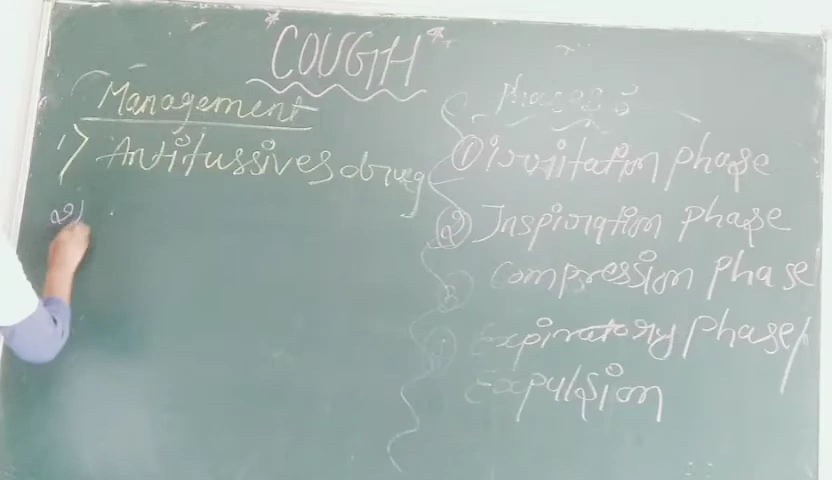 *COUGH*
Management
1) Antitussives drug
2)
Phases :
① irritation phase
② Inspiration phase
③ Compression phase
④ Expiratory phase/
Expulsion